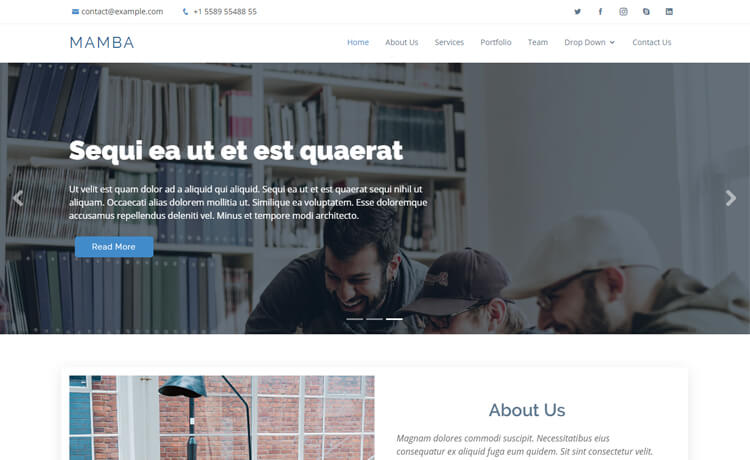 contact@example.com +1 5589 55488 55
MAMBA
Home About Us Services Portfolio Team Drop Down Contact Us
Sequi ea ut et est quaerat
Ut velit est quam dolor ad a aliquid qui aliquid. Sequi ea ut et est quaerat sequi nihil ut
aliquam. Occaecati alias dolorem mollitia ut. Similique ea voluptatem. Esse doloremque
accusamus repellendus deleniti vel. Minus et tempore modi architecto.
Read More
About Us
Magnam dolores commodi suscipit. Necessitatibus eius
consequatur ex aliquid fuga eum quidem. Sit sint consectetur velit.